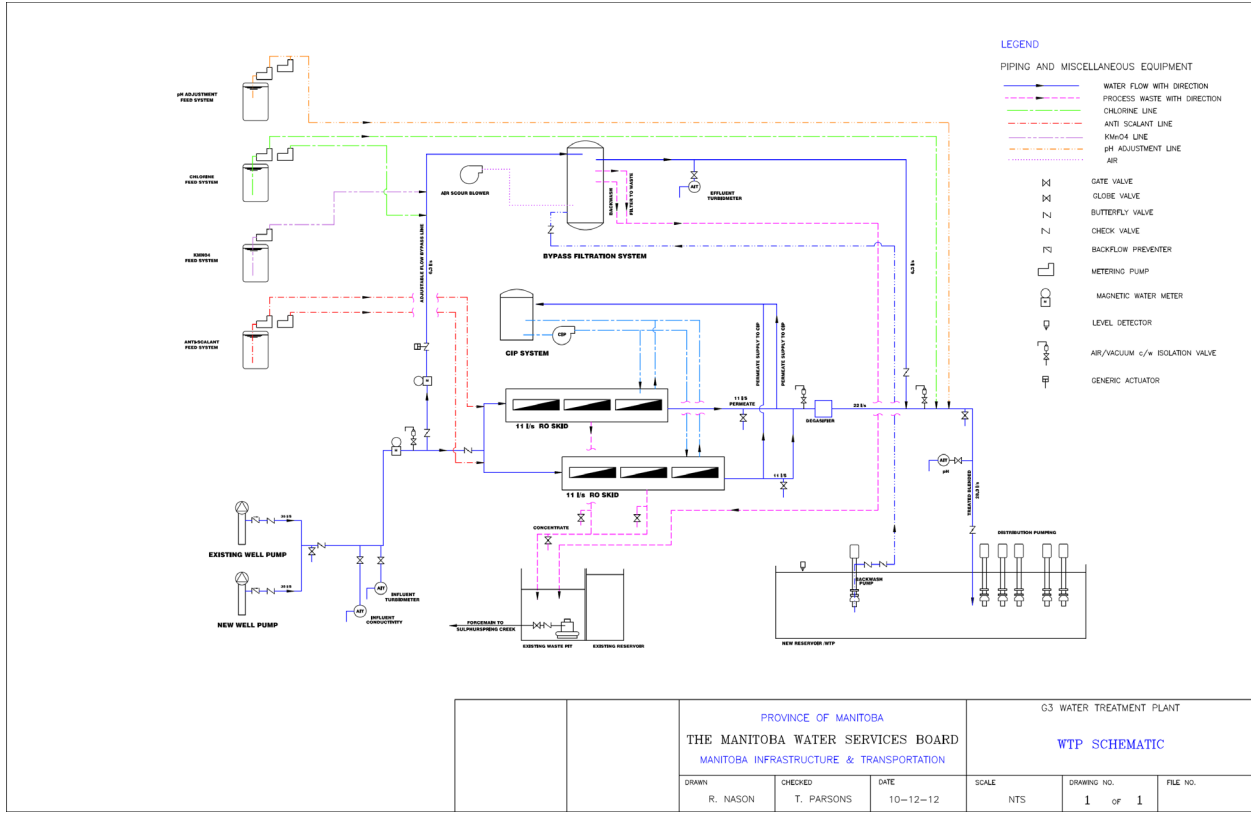 LEGEND
PIPING AND MISCELLANEOUS EQUIPMENT
WATER FLOW WITH DIRECTION
PROCESS WASTE WITH DIRECTION
CHLORINE LINE
ANTI SCALANT LINE
KMnO4 LINE
pH ADJUSTMENT LINE
AIR
GATE VALVE
GLOBE VALVE
BUTTERFLY VALVE
CHECK VALVE
BACKFLOW PREVENTER
METERING PUMP
MAGNETIC WATER METER
LEVEL DETECTOR
AIR/VACUUM c/w ISOLATION VALVE
GENERIC ACTUATOR
pH ADJUSTMENT
FEED SYSTEM
CHLORINE
FEED SYSTEM
KMNO4
FEED SYSTEM
ANTI-SCALANT
FEED SYSTEM
AIR SCOUR BLOWER
BACKWASH
FILTER TO WASTE
AIT
EFFLUENT
TURBIDIMETER
BYPASS FILTRATION SYSTEM
ADJUSTABLE FLOW BYPASS LINE
CIP
CIP SYSTEM
PERMEATE SUPPLY TO CIP
PERMEATE SUPPLY TO CIP
11 l/S
PERMEATE
11 l/s RO SKID
DEGASIFIER
22 l/s
11 l/s RO SKID
11 l/S
M
M
AIT
pH
TREATED BLENDED
CONCENTRATE
EXISTING WELL PUMP
NEW WELL PUMP
AIT
INFLUENT
TURBIDIMETER
AIT
INFLUENT
CONDUCTIVITY
FORCEMAIN TO
SULPHURSPRING CREEK
EXISTING WASTE PIT
EXISTING RESERVOIR
BACKWASH
PUMP
DISTRIBUTION PUMPING
NEW RESERVOIR /WTP
PROVINCE OF MANITOBA
THE MANITOBA WATER SERVICES BOARD
MANITOBA INFRASTRUCTURE & TRANSPORTATION
G3 WATER TREATMENT PLANT
WTP SCHEMATIC
DRAWN
R. NASON
CHECKED
T. PARSONS
DATE
10-12-12
SCALE
NTS
DRAWING NO.
1 OF 1
FILE NO.